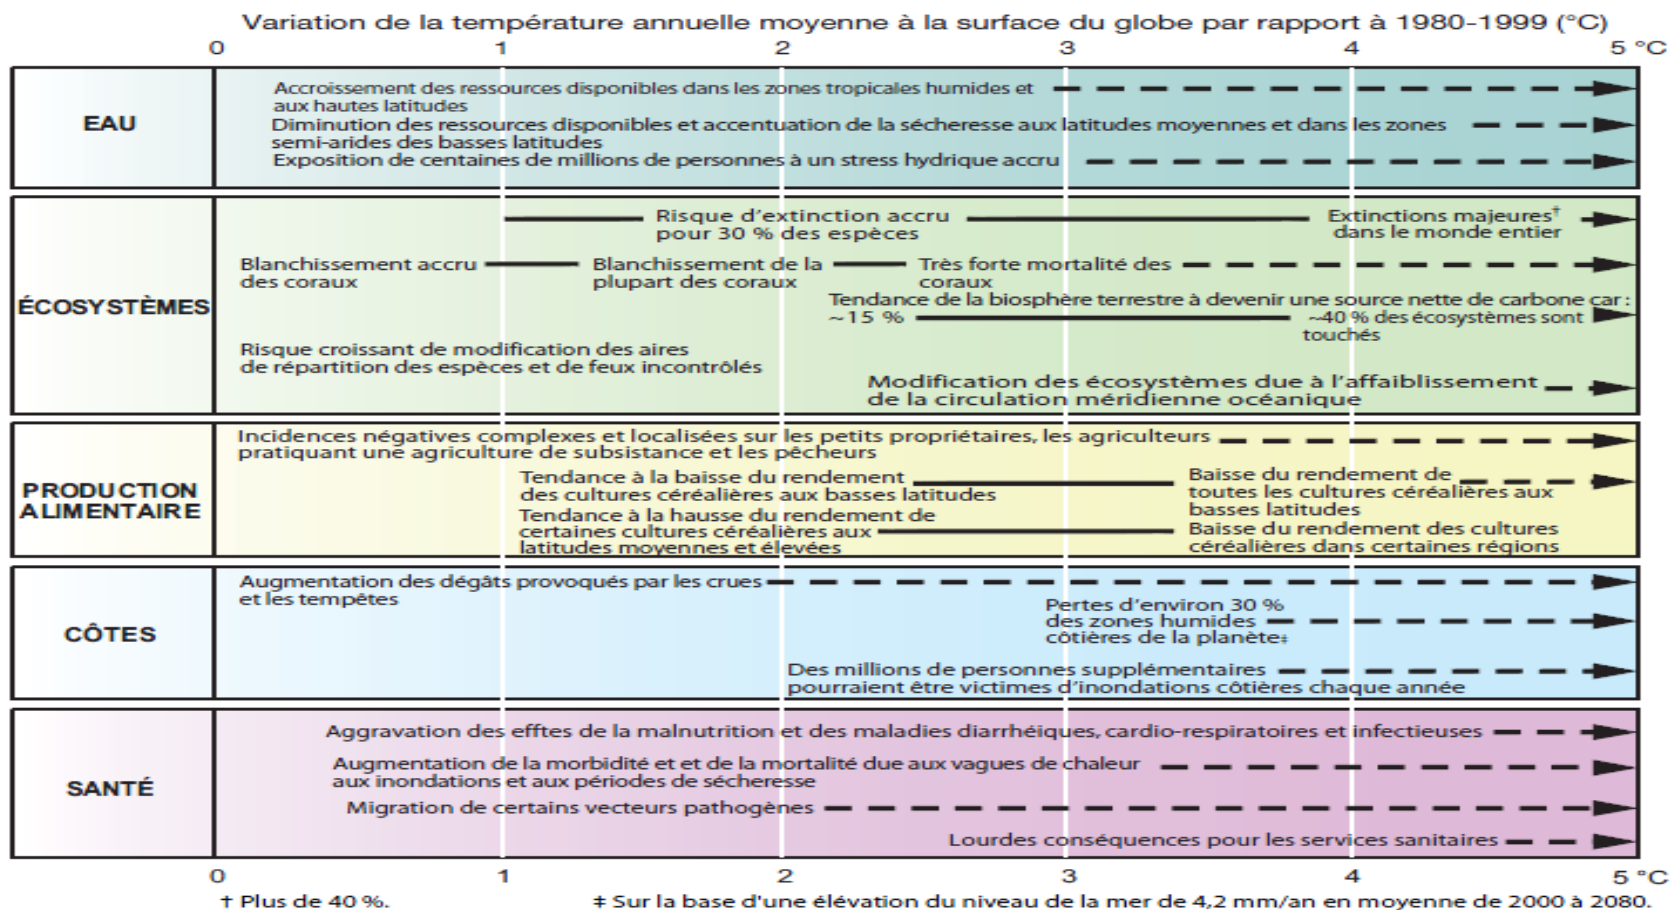 Variation de la température annuelle moyenne à la surface du globe par rapport à 1980-1999 (°C)
0 1 2 3 4 5 °C
EAU
Accroissement des ressources disponibles dans les zones tropicales humides et
aux hautes latitudes
Diminution des ressources disponibles et accentuation de la sécheresse aux latitudes moyennes et dans les zones
semi-arides des basses latitudes
Exposition de centaines de millions de personnes à un stress hydrique accru
ÉCOSYSTÈMES
Risque d'extinction accru
pour 30 % des espèces
Extinctions majeures†
dans le monde entier
Blanchissement accru
des coraux
Blanchissement de la
plupart des coraux
Très forte mortalité des
coraux
Tendance de la biosphère terrestre à devenir une source nette de carbone car :
~15 %
~40 % des écosystèmes sont
touchés
Risque croissant de modification des aires
de répartition des espèces et de feux incontrôlés
Modification des écosystèmes due à l'affaiblissement
de la circulation méridienne océanique
PRODUCTION
ALIMENTAIRE
Incidences négatives complexes et localisées sur les petits propriétaires, les agriculteurs
pratiquant une agriculture de subsistance et les pêcheurs
Tendance à la baisse du rendement
des cultures céréalières aux basses latitudes
Baisse du rendement de
toutes les cultures céréalières aux
basses latitudes
Tendance à la hausse du rendement de
certaines cultures céréalières aux
latitudes moyennes et élevées
Baisse du rendement des cultures
céréalières dans certaines régions
CÔTES
Augmentation des dégâts provoqués par les crues
et les tempêtes
Pertes d'environ 30 %
des zones humides
côtières de la planète‡
Des millions de personnes supplémentaires
pourraient être victimes d'inondations côtières chaque année
SANTÉ
Aggravation des efftes de la malnutrition et des maladies diarrhéiques, cardio-respiratoires et infectieuses
Augmentation de la morbidité et et de la mortalité due aux vagues de chaleur
aux inondations et aux périodes de sécheresse
Migration de certains vecteurs pathogènes
Lourdes conséquences pour les services sanitaires
0 1 2 3 4 5 °C
† Plus de 40 %.
‡ Sur la base d'une élévation du niveau de la mer de 4,2 mm/an en moyenne de 2000 à 2080.